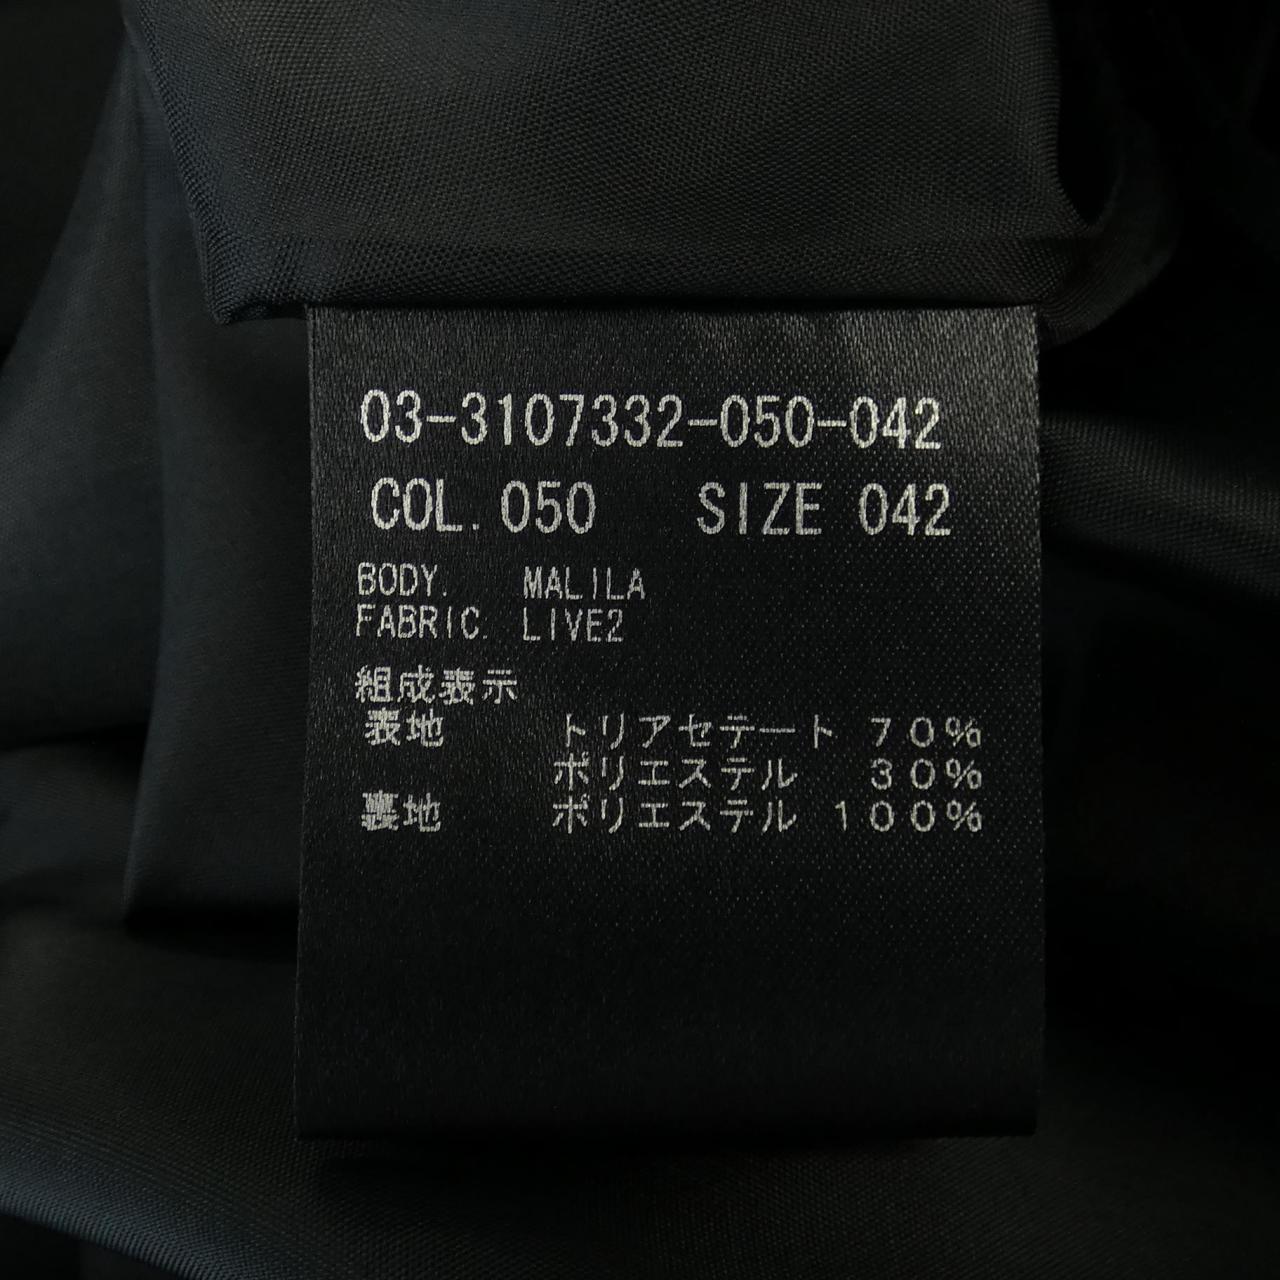 03-3107332-050-042
COL. 050 SIZE 042
BODY. MALILA
FABRIC. LIVE2
組成表示
表地 トリアセテート 70%
ポリエステル 30%
裏地 ポリエステル 100%